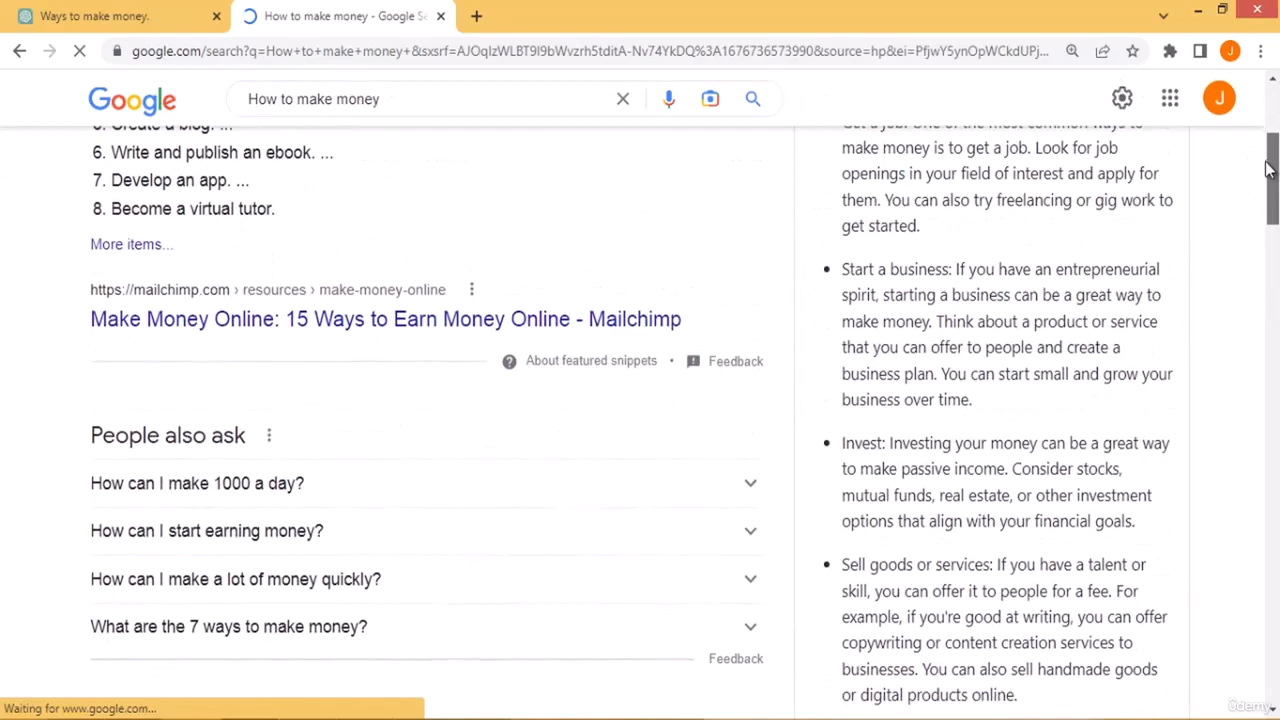 Ways to make money.
How to make money - Google Se
google.com/search?q=How+to+make+money+&sxsrf=AJOqlzWLBT9I9bWvzrh5tditA-Nv74YkDQ%3A1676736573990&source=hp&ei=PfjwY5ynOpWCkdUPj...
Google
How to make money
J
6. Write and publish an ebook. ...
7. Develop an app. ...
8. Become a virtual tutor.
More items...
https://mailchimp.com › resources › make-money-online
Make Money Online: 15 Ways to Earn Money Online - Mailchimp
About featured snippets • Feedback
People also ask
How can I make 1000 a day?
How can I start earning money?
How can I make a lot of money quickly?
What are the 7 ways to make money?
Feedback
Get a job: One of the most common ways to
make money is to get a job. Look for job
openings in your field of interest and apply for
them. You can also try freelancing or gig work to
get started.
• Start a business: If you have an entrepreneurial
spirit, starting a business can be a great way to
make money. Think about a product or service
that you can offer to people and create a
business plan. You can start small and grow your
business over time.
• Invest: Investing your money can be a great way
to make passive income. Consider stocks,
mutual funds, real estate, or other investment
options that align with your financial goals.
• Sell goods or services: If you have a talent or
skill, you can offer it to people for a fee. For
example, if you're good at writing, you can offer
copywriting or content creation services to
businesses. You can also sell handmade goods
or digital products online.
Waiting for www.google.com...
ûdemy